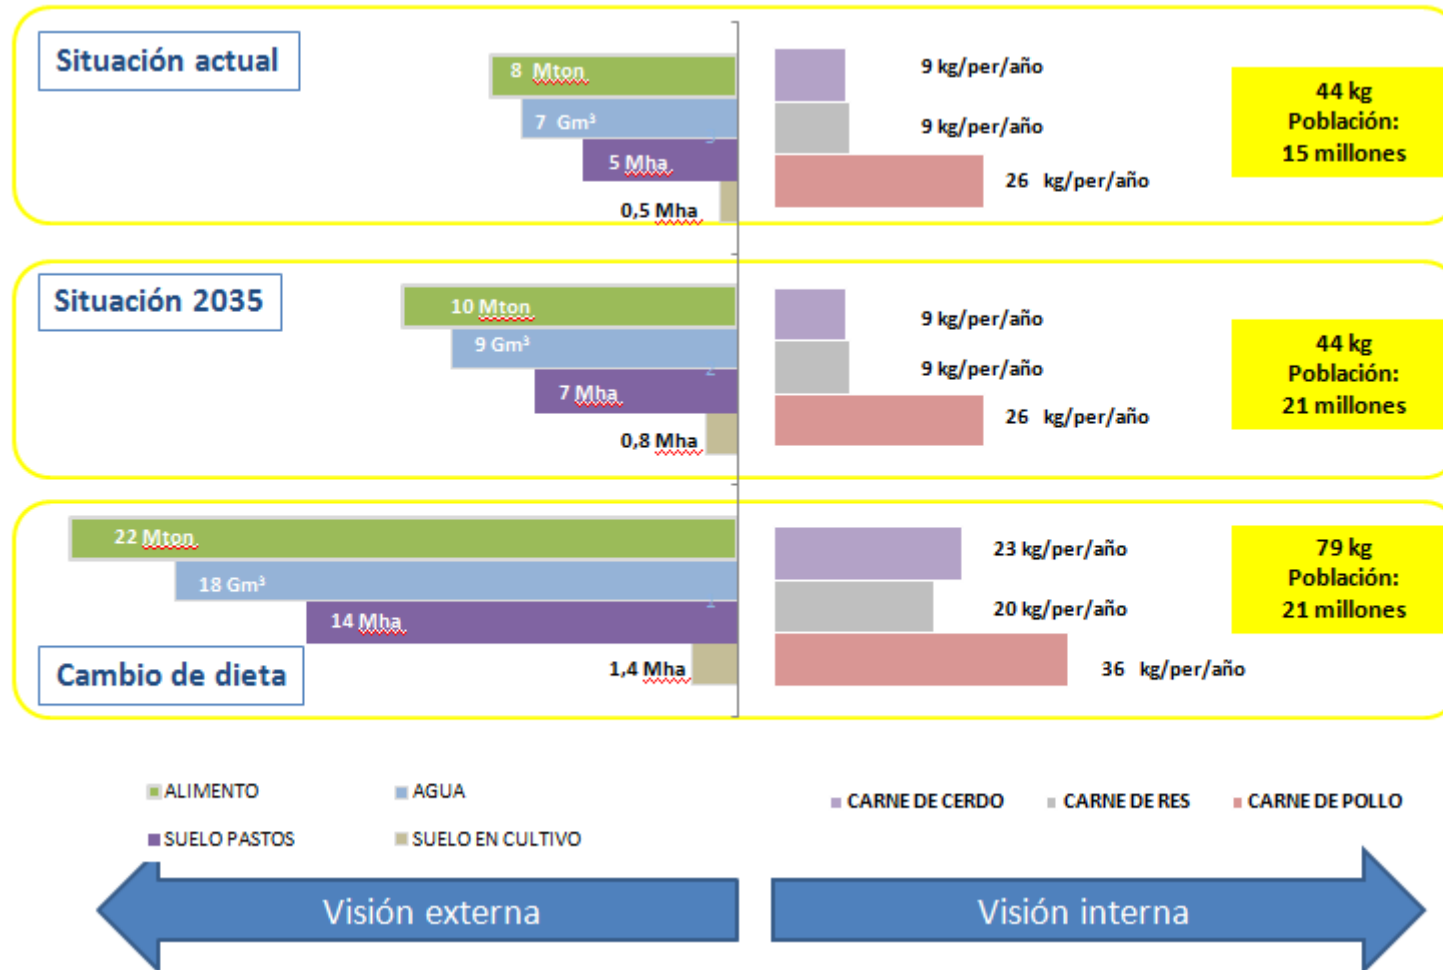 Situación actual
8 Mton
7 Gm³
5 Mha
0,5 Mha
3
9 kg/per/año
9 kg/per/año
26 kg/per/año
44 kg
Población:
15 millones
Situación 2035
10 Mton
9 Gm³
7 Mha
0,8 Mha
2
9 kg/per/año
9 kg/per/año
26 kg/per/año
44 kg
Población:
21 millones
22 Mton
18 Gm³
14 Mha
1,4 Mha
1
Cambio de dieta
23 kg/per/año
20 kg/per/año
36 kg/per/año
79 kg
Población:
21 millones
ALIMENTO
AGUA
SUELO PASTOS
SUELO EN CULTIVO
CARNE DE CERDO
CARNE DE RES
CARNE DE POLLO
Visión externa
Visión interna